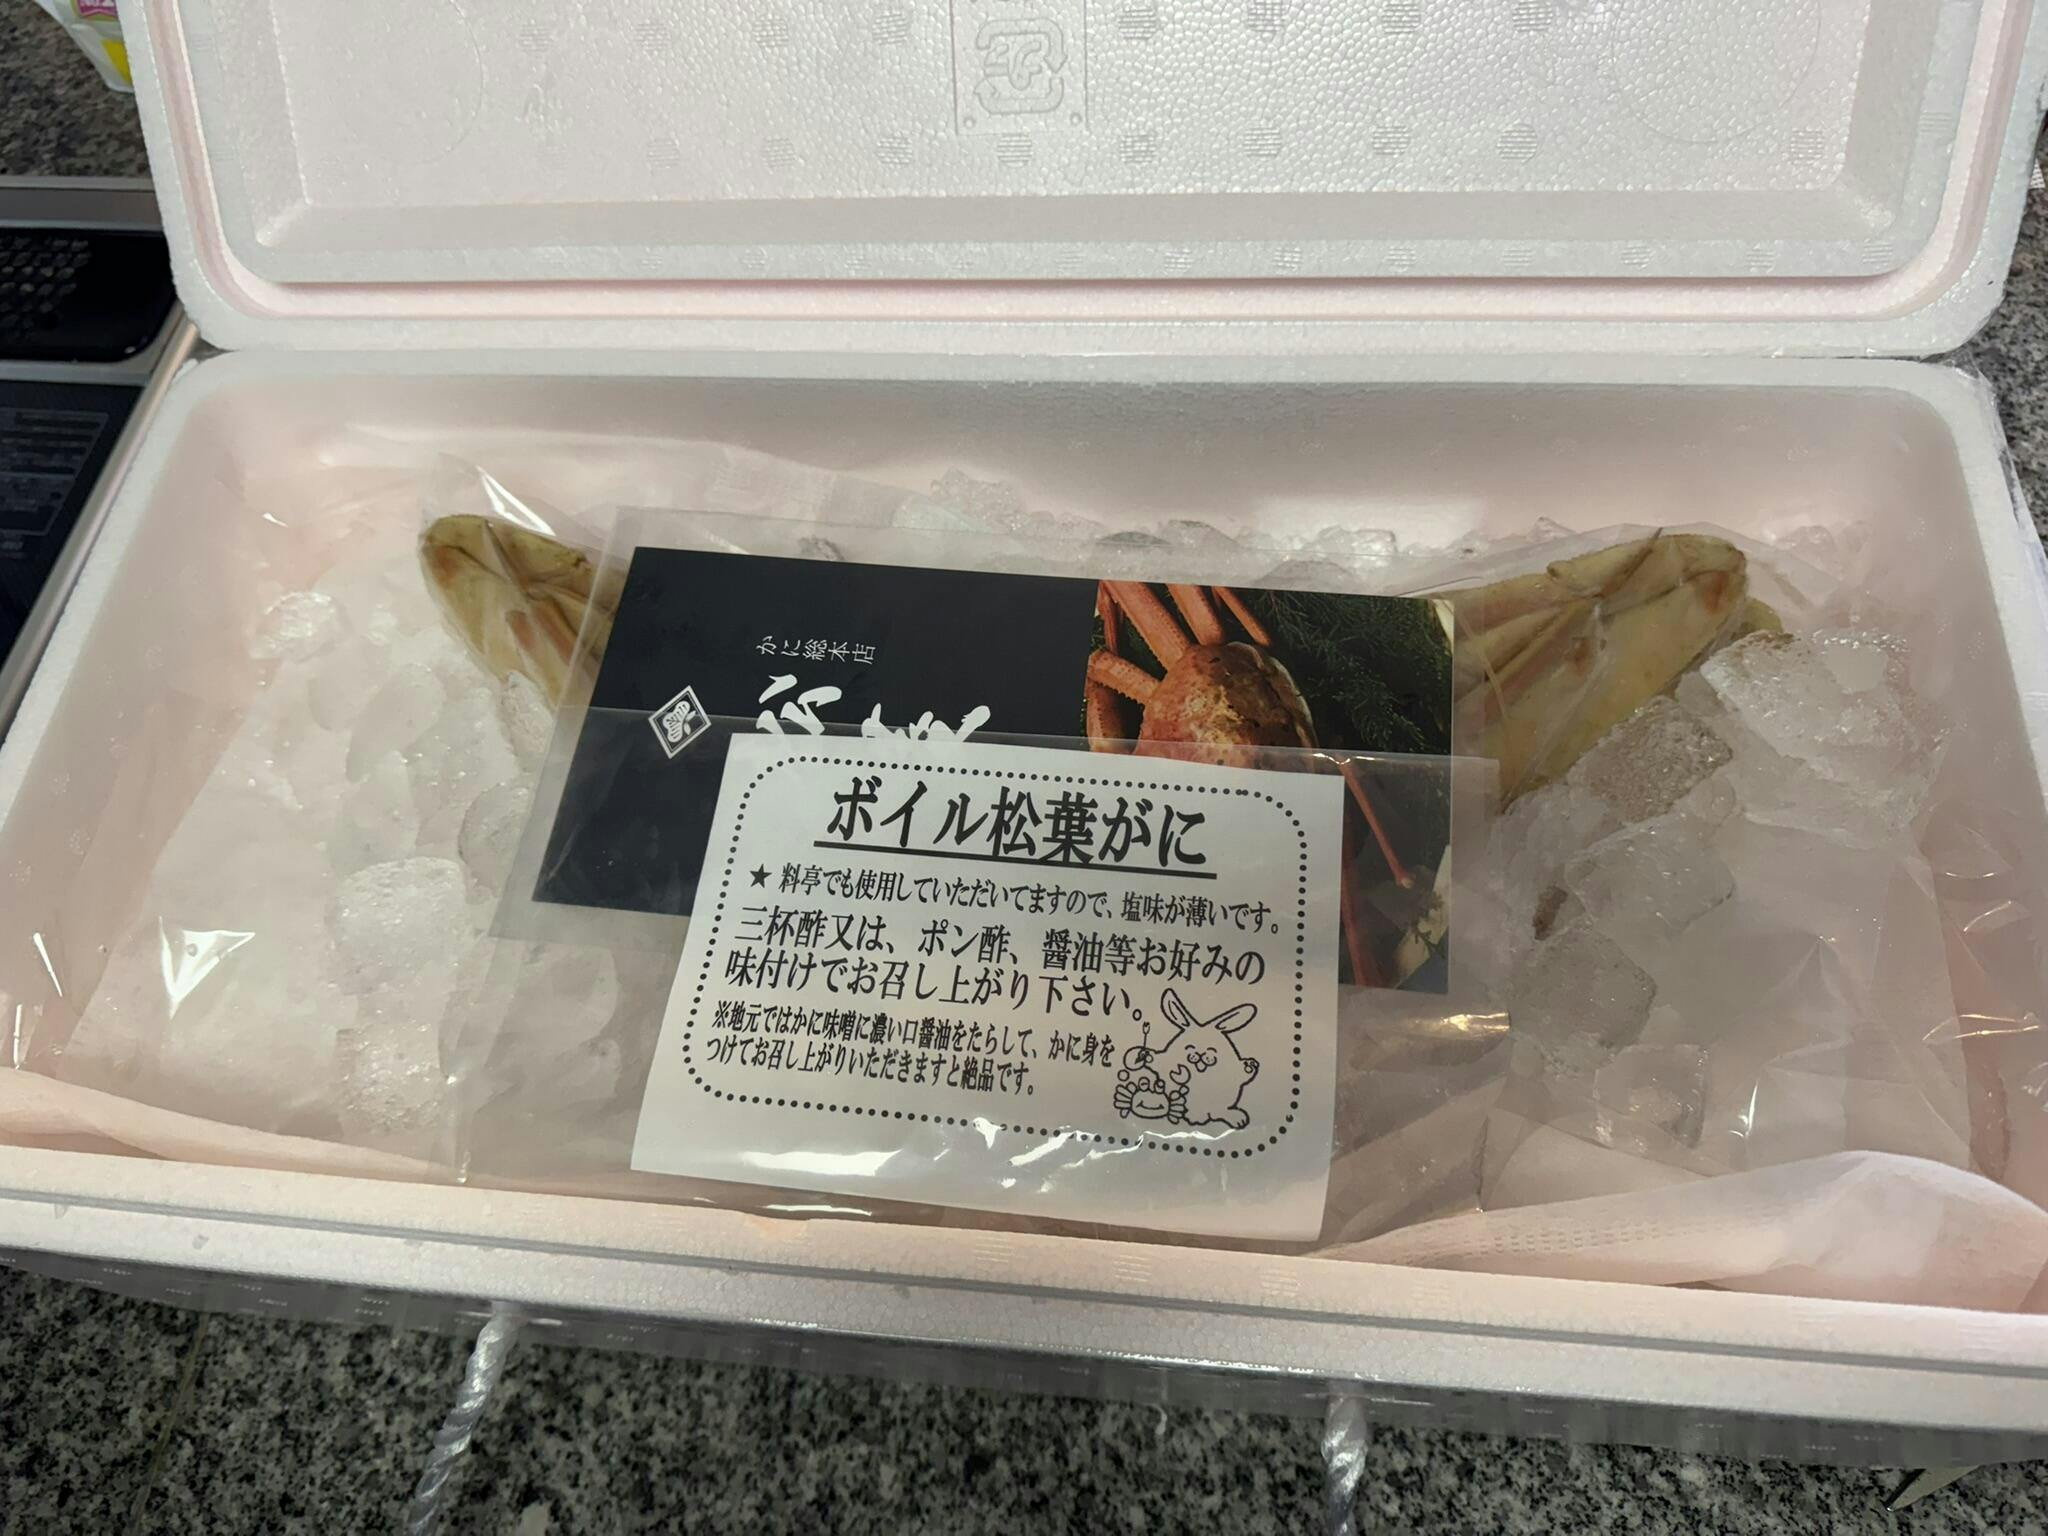 かに総本店
ボイル松葉がに
★ 料亭でも使用していただいてますので、塩味が薄いです。
三杯酢又は、ポン酢、醤油等お好みの
味付けでお召し上がり下さい。
※地元ではかに味噌に濃い口醤油をたらして、かに身を
つけてお召し上がりいただきますと絶品です。